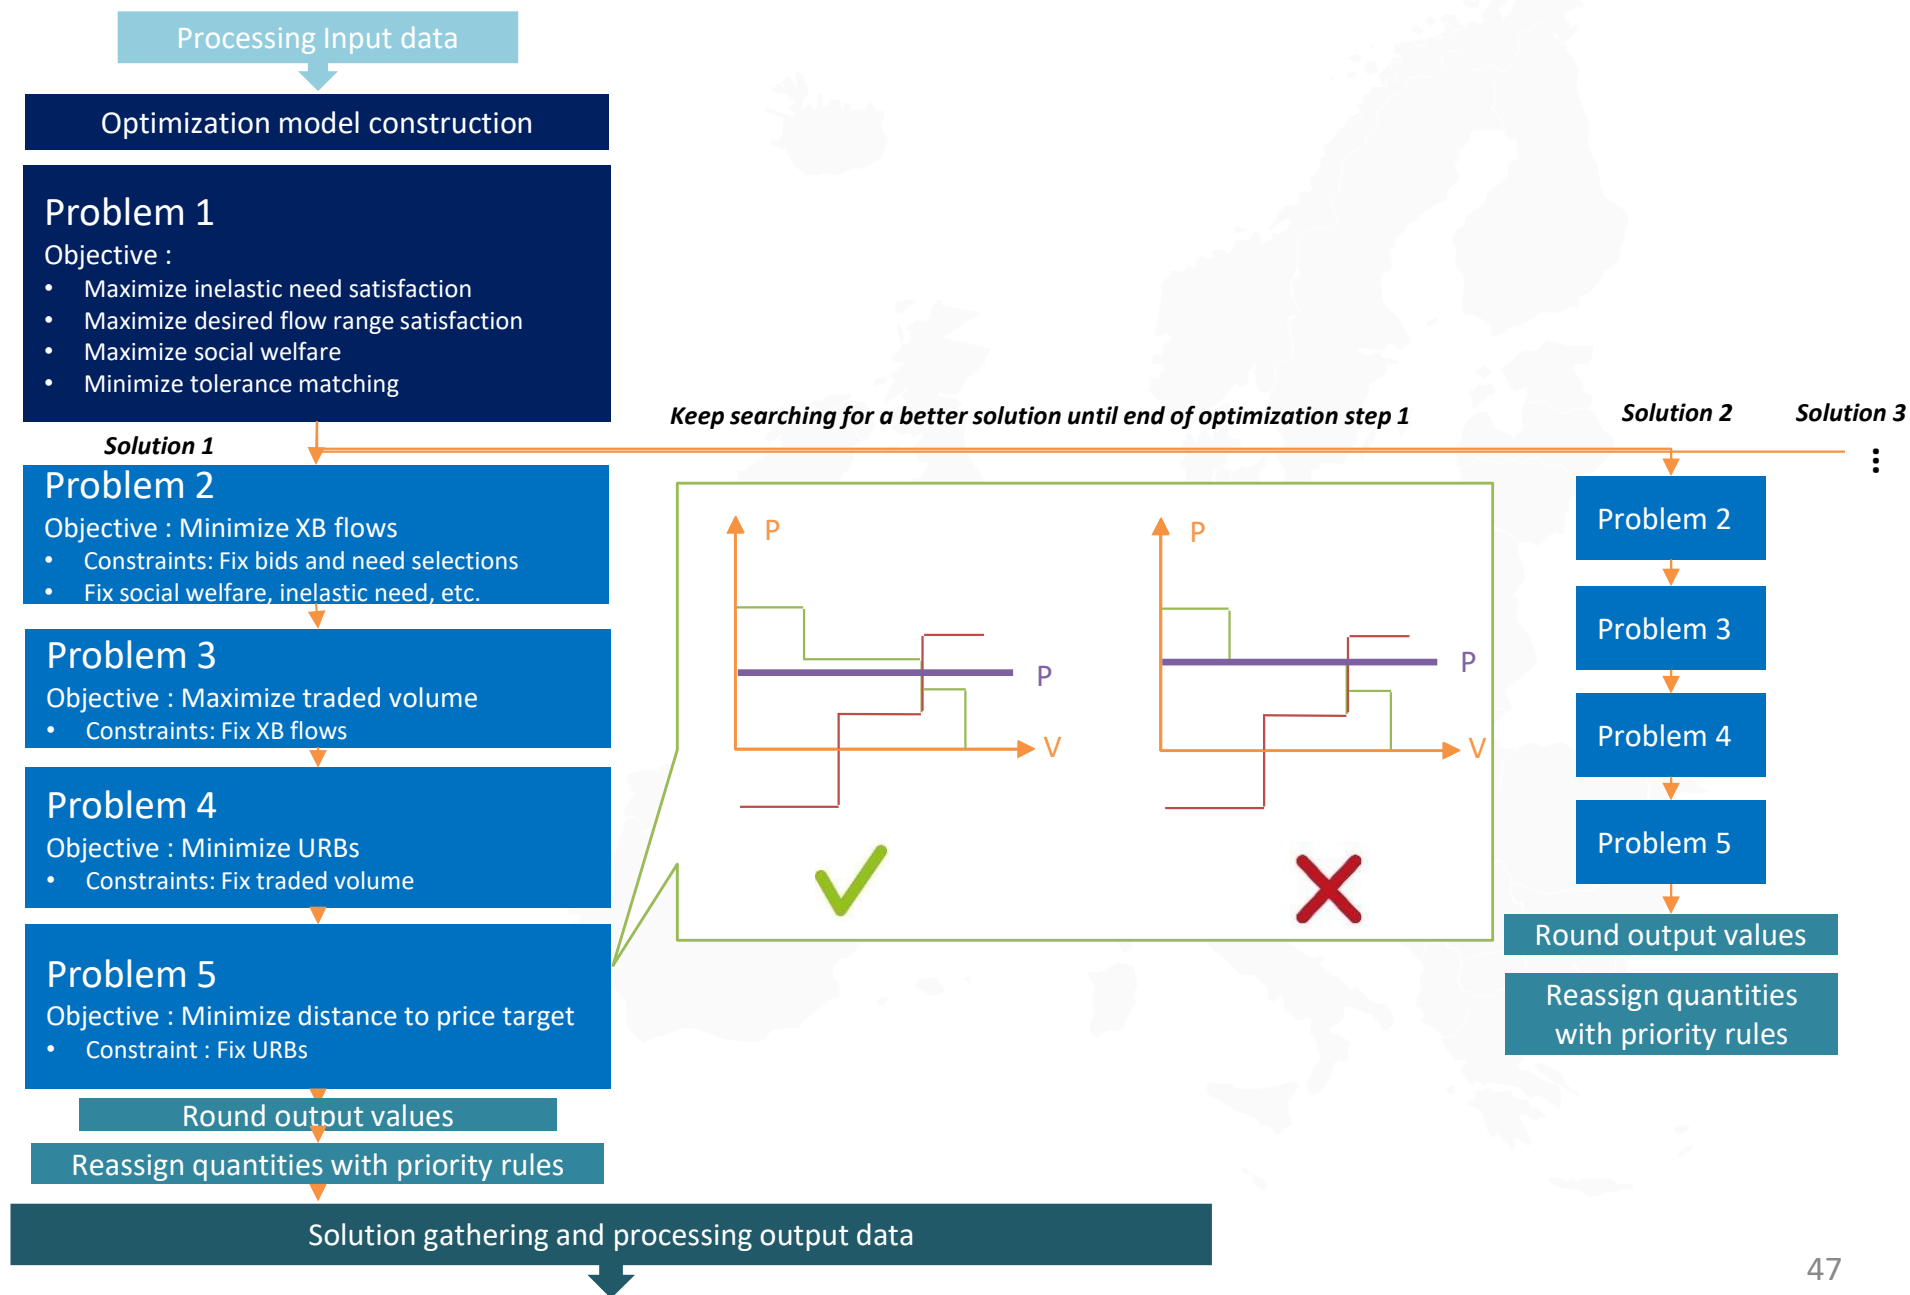 Processing Input data
Optimization model construction
Problem 1
Objective :
• Maximize inelastic need satisfaction
• Maximize desired flow range satisfaction
• Maximize social welfare
• Minimize tolerance matching
Keep searching for a better solution until end of optimization step 1
Solution 2
Solution 3
Solution 1
⋮
Problem 2
Objective : Minimize XB flows
• Constraints: Fix bids and need selections
• Fix social welfare, inelastic need, etc.
Problem 3
Objective : Maximize traded volume
• Constraints: Fix XB flows
Problem 4
Objective : Minimize URBs
• Constraints: Fix traded volume
Problem 5
Objective : Minimize distance to price target
• Constraint : Fix URBs
Round output values
Reassign quantities with priority rules
Solution gathering and processing output data
P
P
V
P
P
V
Problem 2
Problem 3
Problem 4
Problem 5
Round output values
Reassign quantities
with priority rules
47